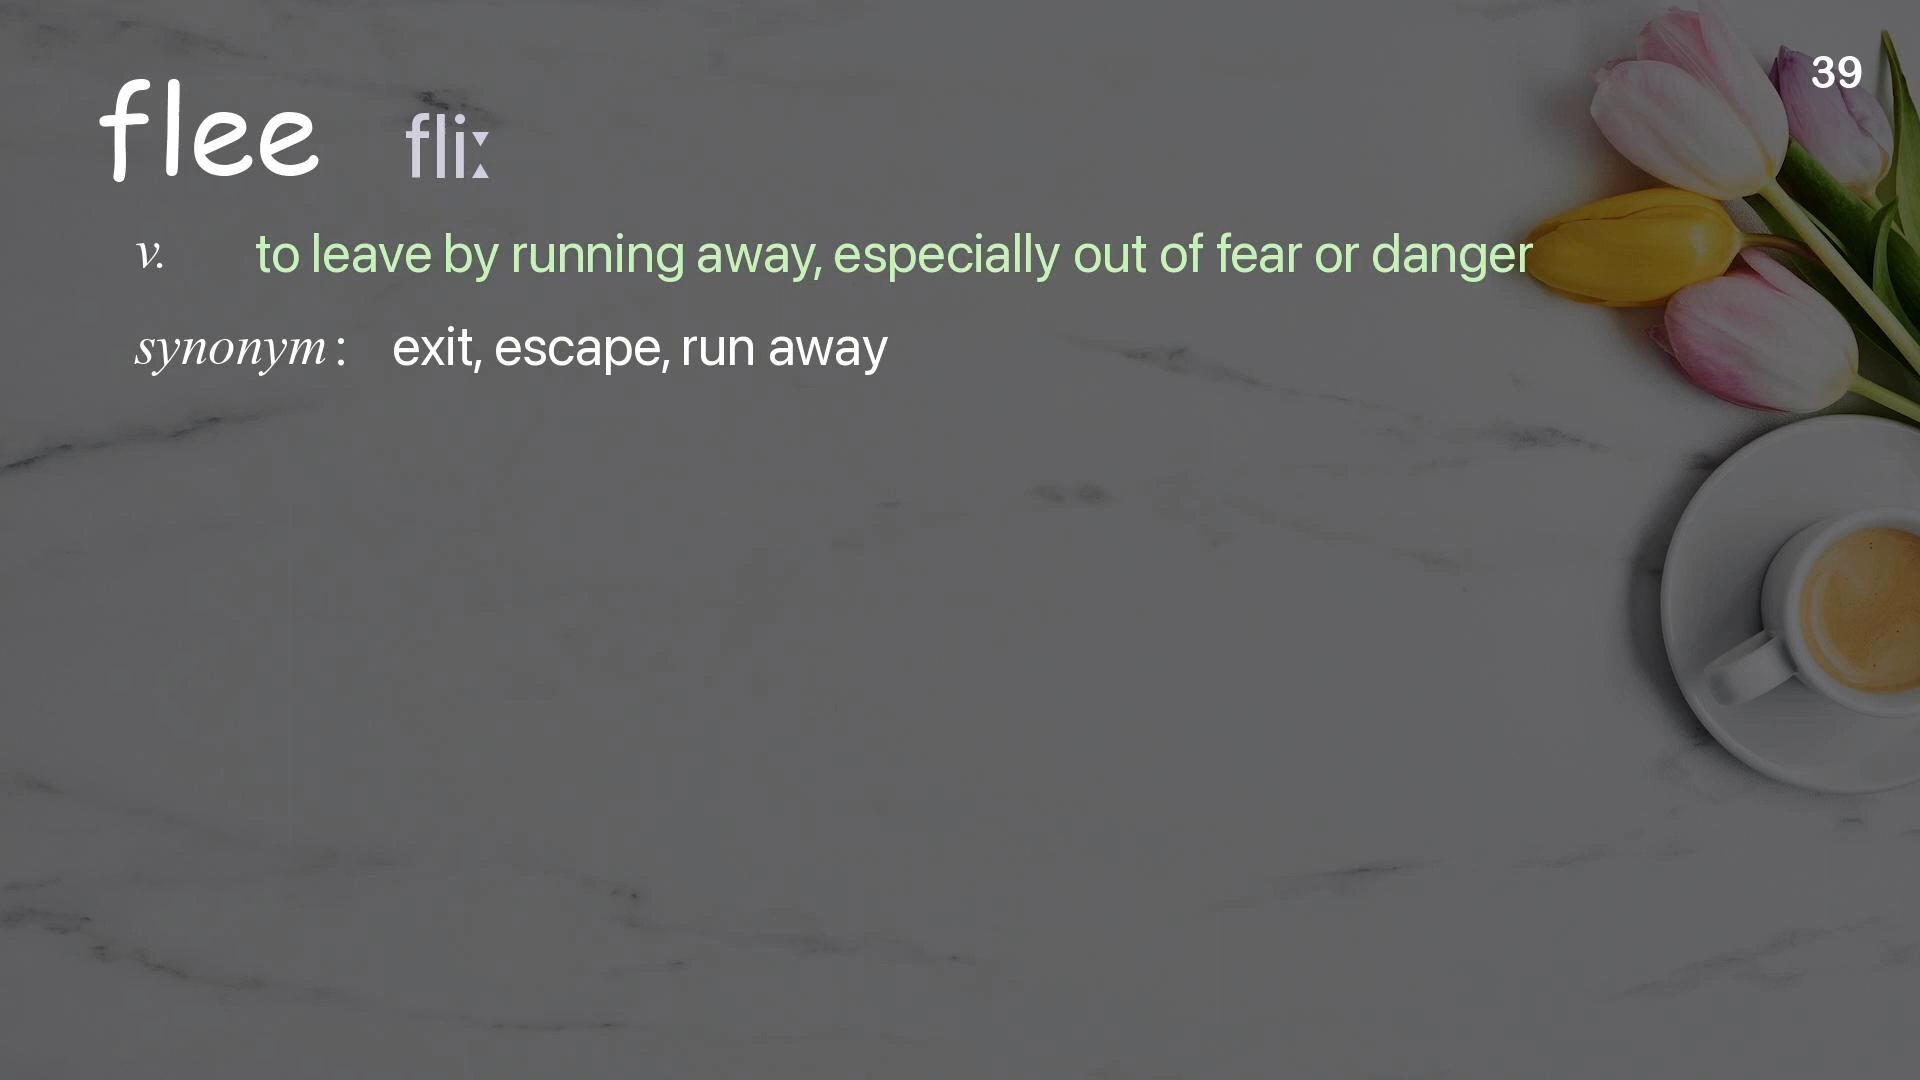 39
flee fliː
v. to leave by running away, especially out of fear or danger
synonym : exit, escape, run away